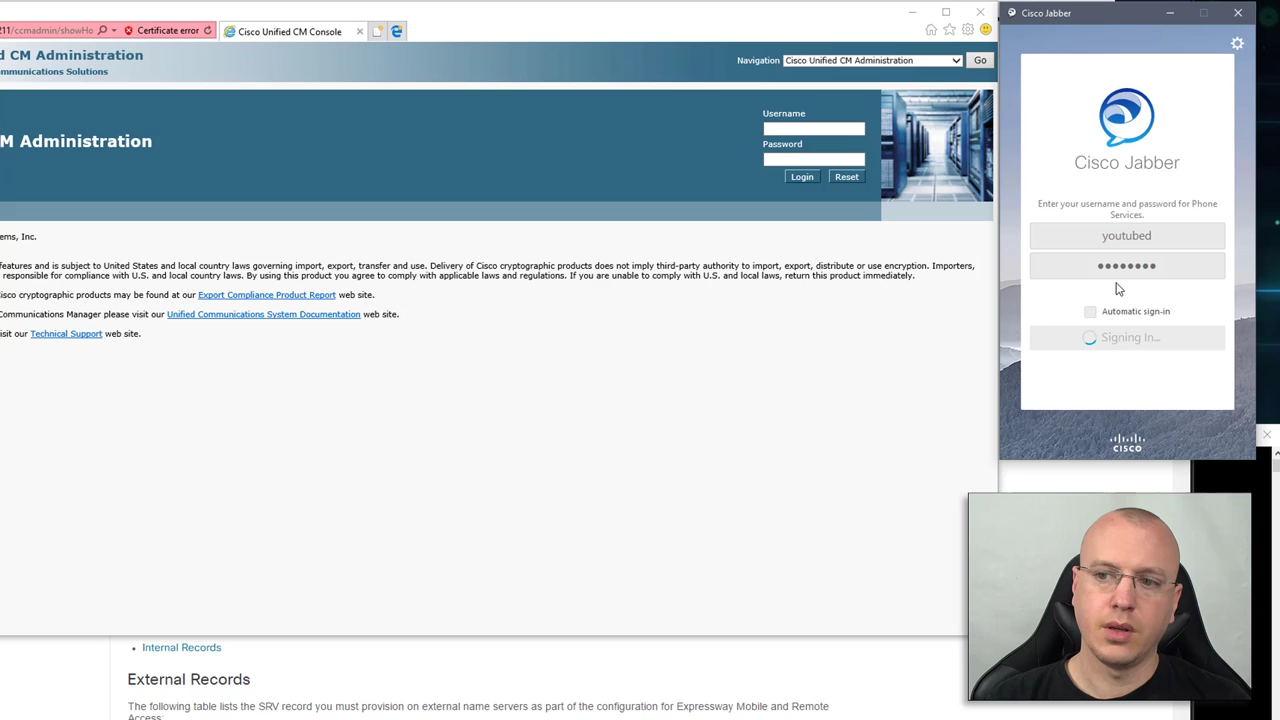 211/ccmadmin/showHo
Certificate error
Cisco Unified CM Console
d CM Administration
mmunications Solutions
Navigation
Cisco Unified CM Administration
Go
M Administration
Username
Password
Login
Reset
ems, Inc.
features and is subject to United States and local country laws governing import, export, transfer and use. Delivery of Cisco cryptographic products does not imply third-party authority to import, export, distribute or use encryption. Importers,
responsible for compliance with U.S. and local country laws. By using this product you agree to comply with applicable laws and regulations. If you are unable to comply with U.S. and local laws, return this product immediately.
isco cryptographic products may be found at our Export Compliance Product Report web site.
Communications Manager please visit our Unified Communications System Documentation web site.
isit our Technical Support web site.
Cisco Jabber
Cisco Jabber
Enter your username and password for Phone
Services.
youtubed
Automatic sign-in
Signing In...
CISCO
Internal Records
External Records
The following table lists the SRV record you must provision on external name servers as part of the configuration for Expressway Mobile and Remote
Access: